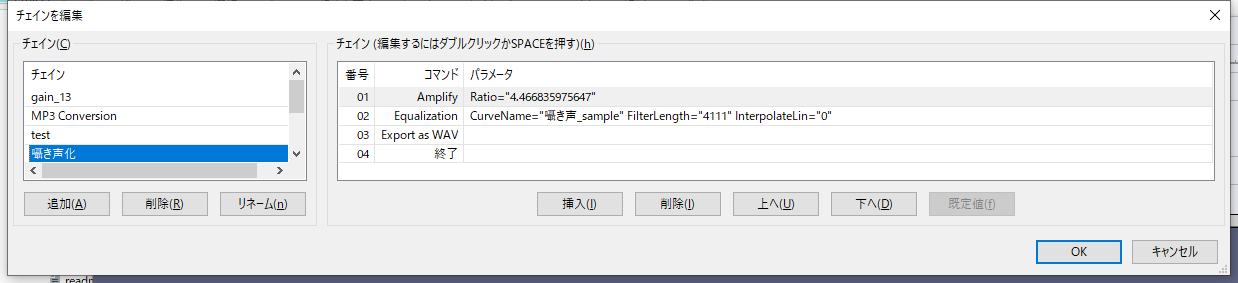 チェインを編集
チェイン(C)
チェイン
gain_13
MP3 Conversion
test
囁き声化
追加(A) 削除(R) リネーム(n)
チェイン (編集するにはダブルクリックかSPACEを押す)(h)
番号 コマンド パラメータ
01 Amplify Ratio="4.466835975647"
02 Equalization CurveName="囁き声_sample" FilterLength="4111" InterpolateLin="0"
03 Export as WAV
04 終了
挿入(I) 削除(l) 上へ(U) 下へ(D) 既定値(f)
OK キャンセル